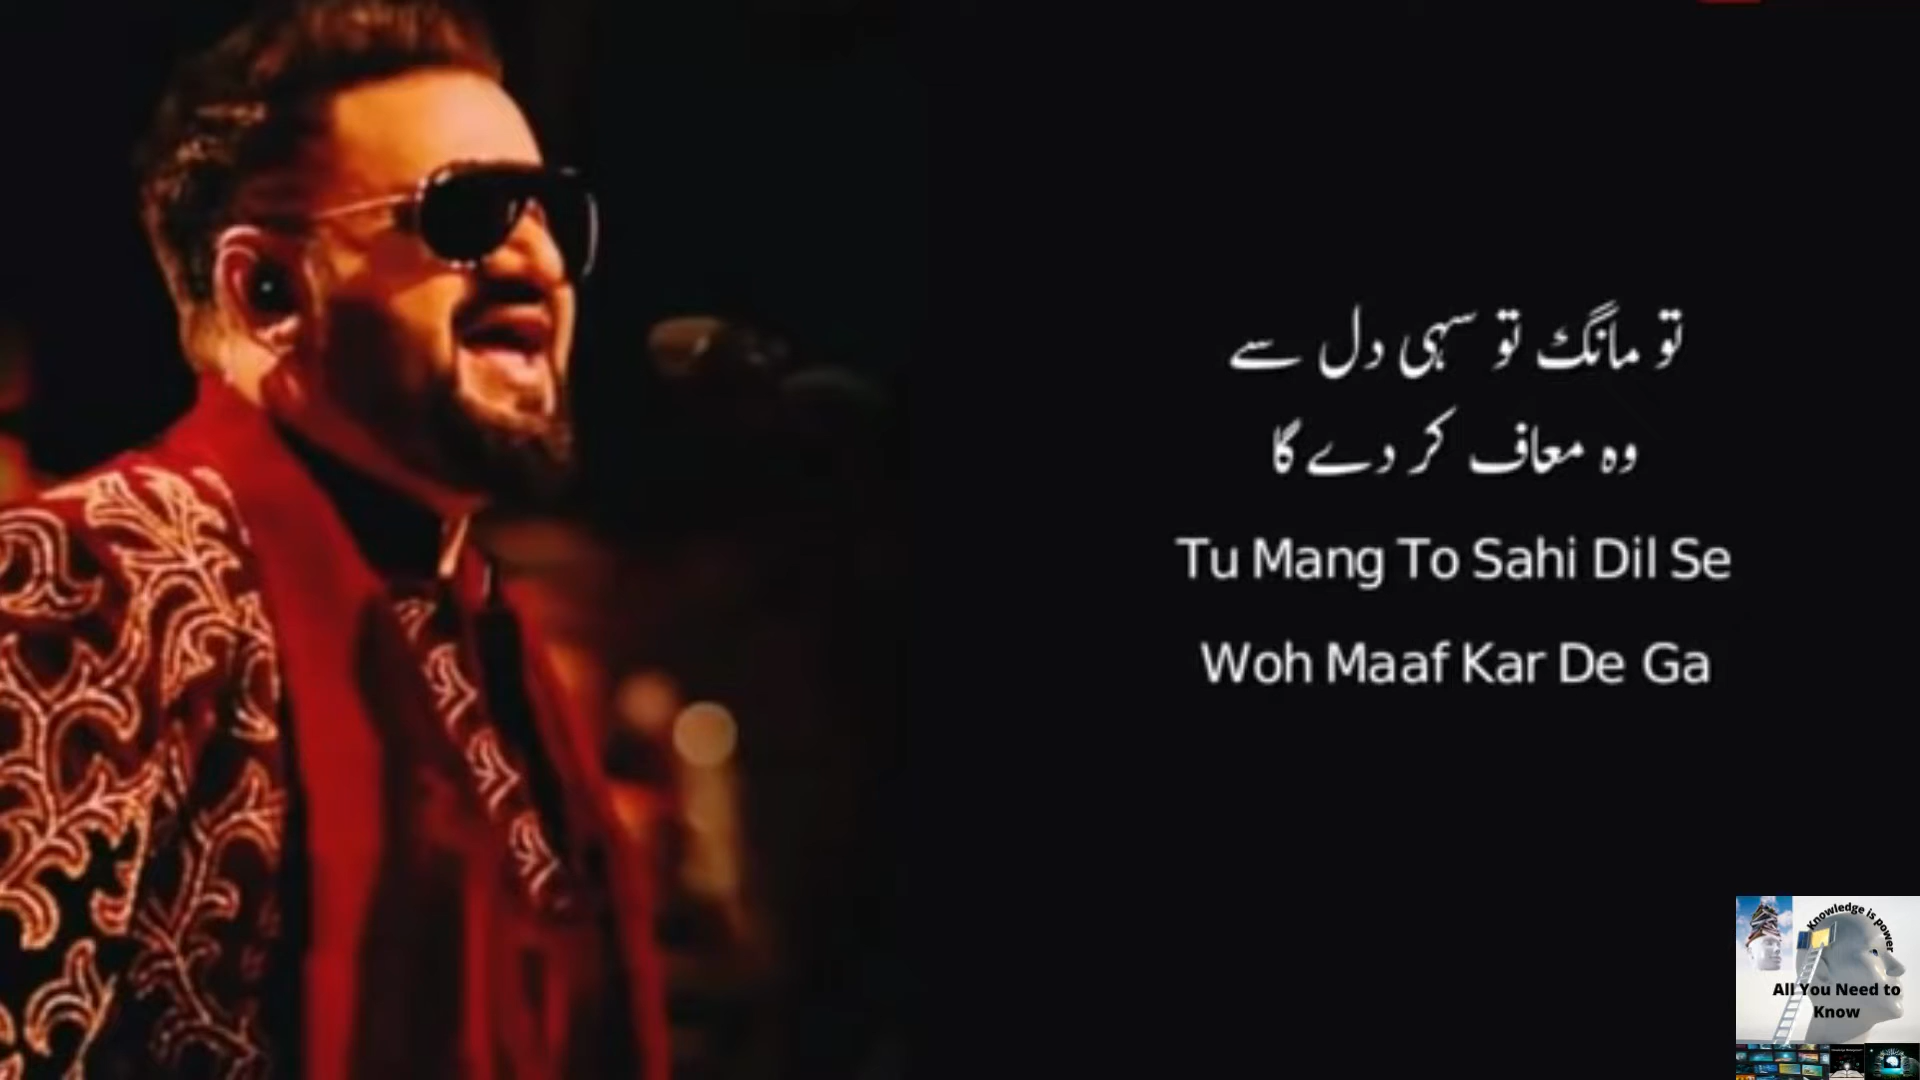 تو مانگ تو سہی دل سے
وہ معاف کر دے گا
Tu Mang To Sahi Dil Se
Woh Maaf Kar De Ga
Knowledge is power
All You Need to
Know